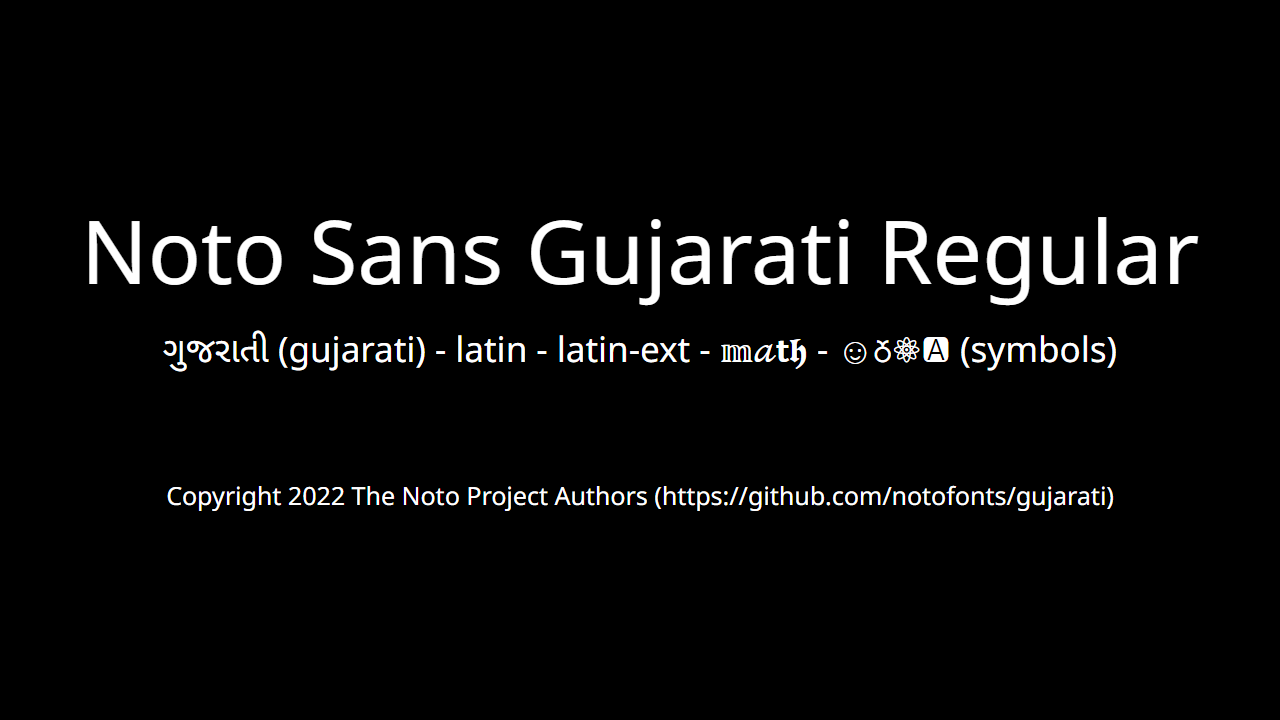 Noto Sans Gujarati Regular
ગુજરાતી (gujarati) - latin - latin-ext - 𝕞𝒶𝐭𝖍 - ☺♉⚛🅰 (symbols)
Copyright 2022 The Noto Project Authors (https://github.com/notofonts/gujarati)